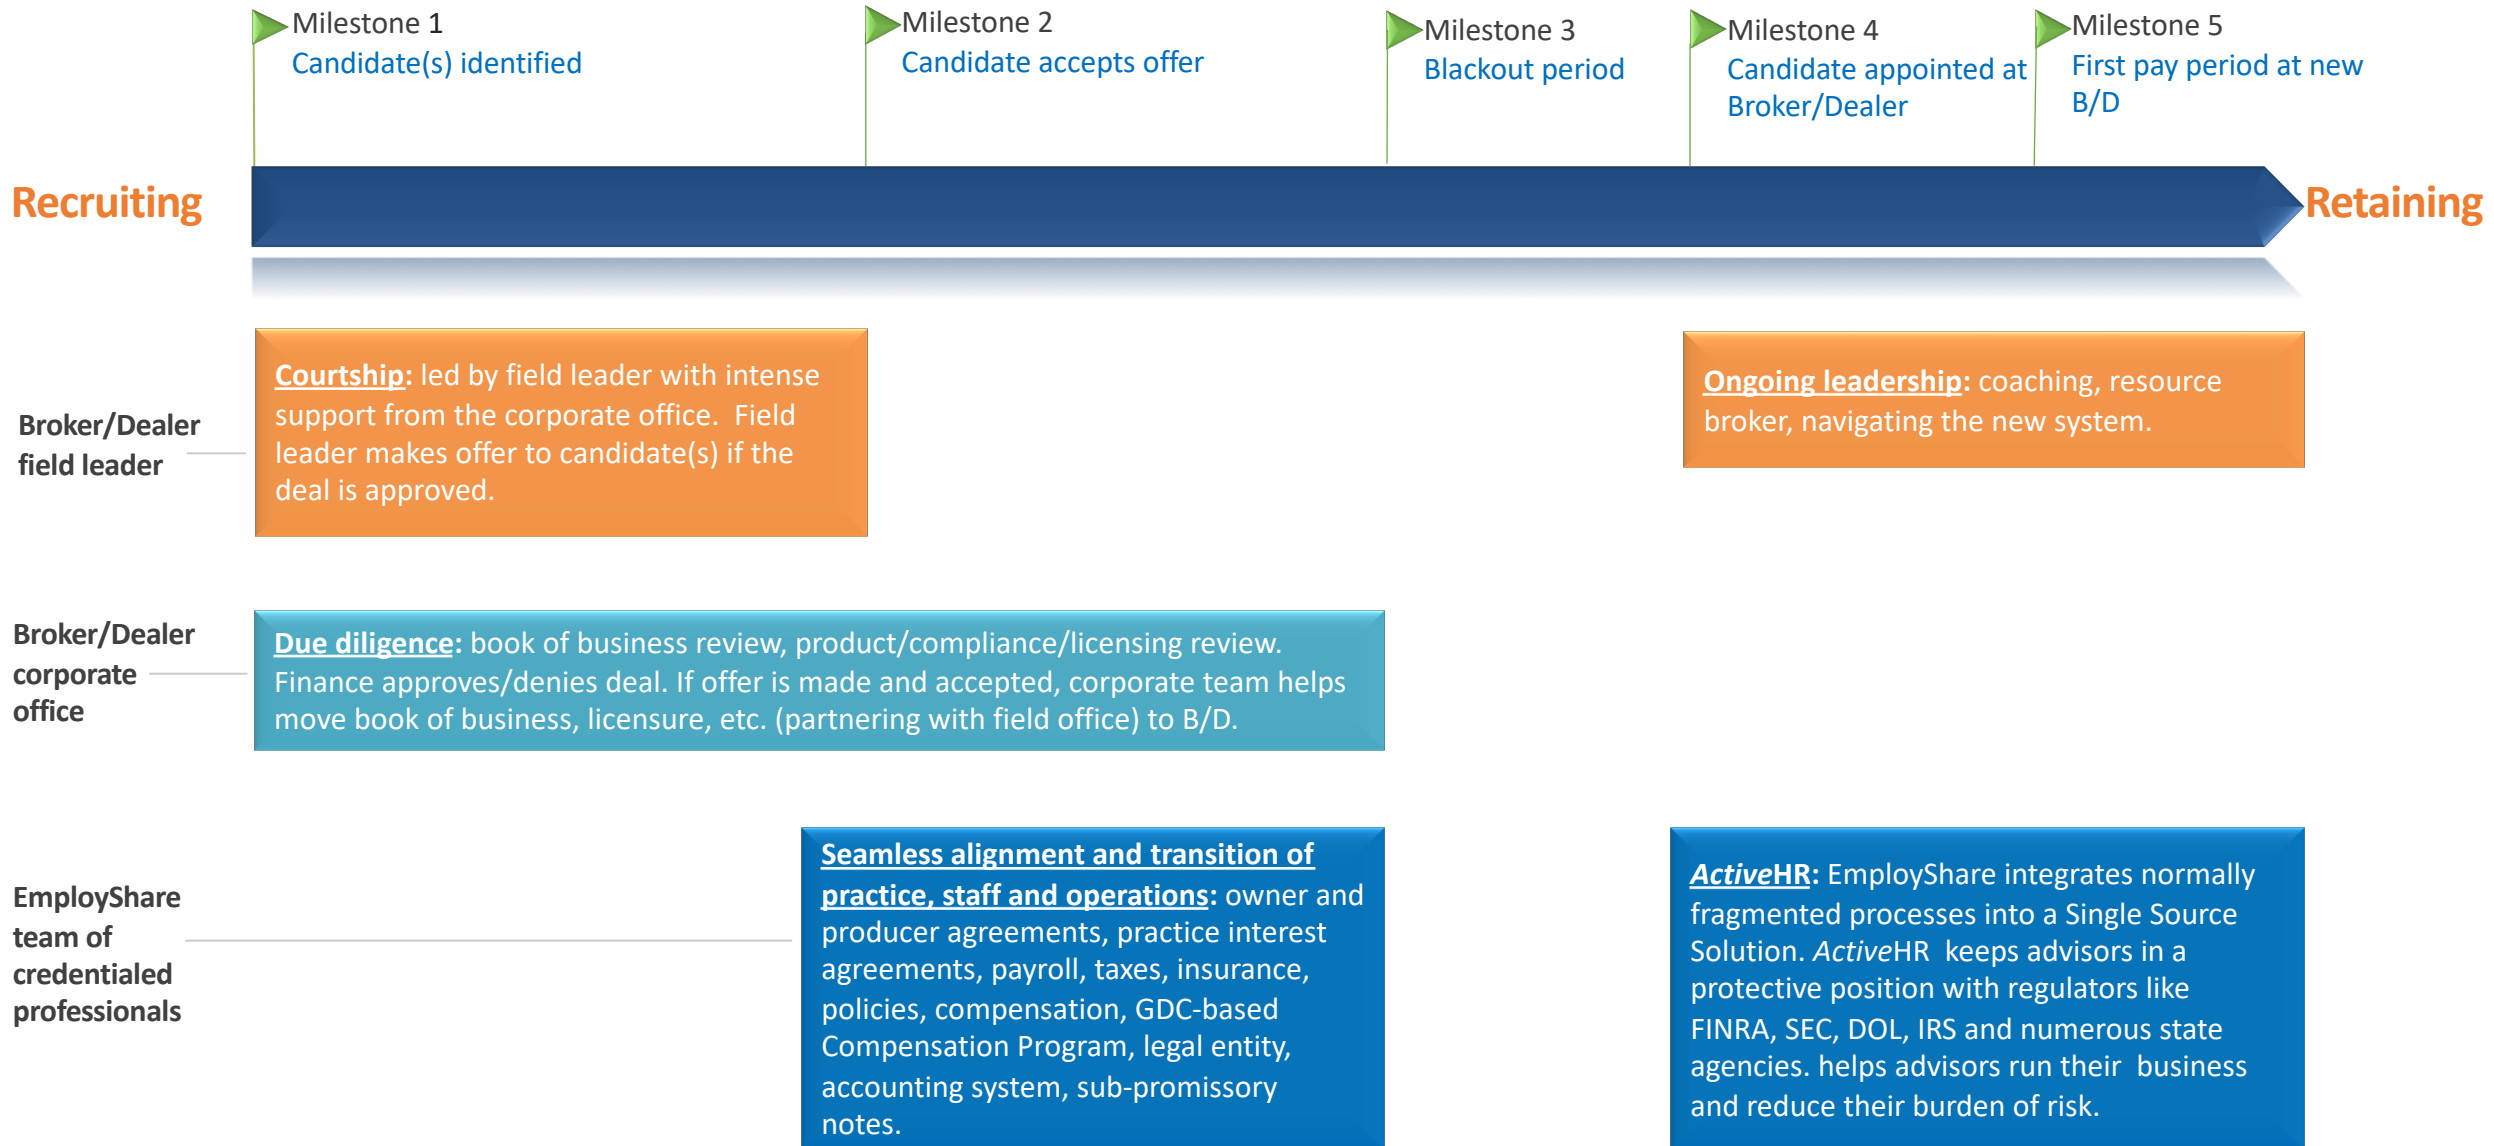 Milestone 1
Candidate(s) identified
Milestone 2
Candidate accepts offer
Milestone 3
Blackout period
Milestone 4
Candidate appointed at
Broker/Dealer
Milestone 5
First pay period at new
B/D
Recruiting
Retaining
Broker/Dealer
field leader
Courtship: led by field leader with intense
support from the corporate office.  Field
leader makes offer to candidate(s) if the
deal is approved.
Ongoing leadership: coaching, resource
broker, navigating the new system.
Broker/Dealer
corporate
office
Due diligence: book of business review, product/compliance/licensing review.
Finance approves/denies deal. If offer is made and accepted, corporate team helps
move book of business, licensure, etc. (partnering with field office) to B/D.
EmployShare
team of
credentialed
professionals
Seamless alignment and transition of
practice, staff and operations: owner and
producer agreements, practice interest
agreements, payroll, taxes, insurance,
policies, compensation, GDC-based
Compensation Program, legal entity,
accounting system, sub-promissory
notes.
ActiveHR: EmployShare integrates normally
fragmented processes into a Single Source
Solution. ActiveHR  keeps advisors in a
protective position with regulators like
FINRA, SEC, DOL, IRS and numerous state
agencies. helps advisors run their  business
and reduce their burden of risk.